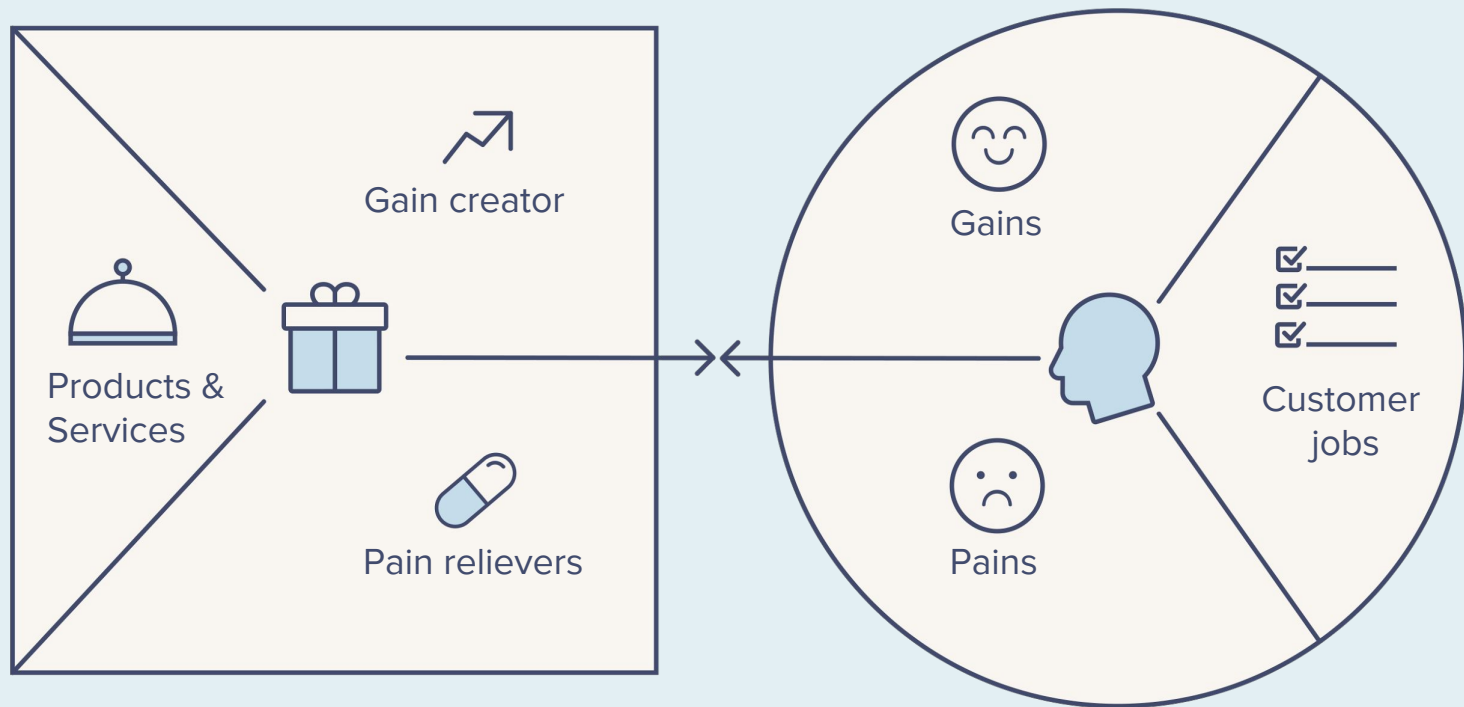 Gain creator
Products &
Services
Pain relievers
Gains
Customer
jobs
Pains